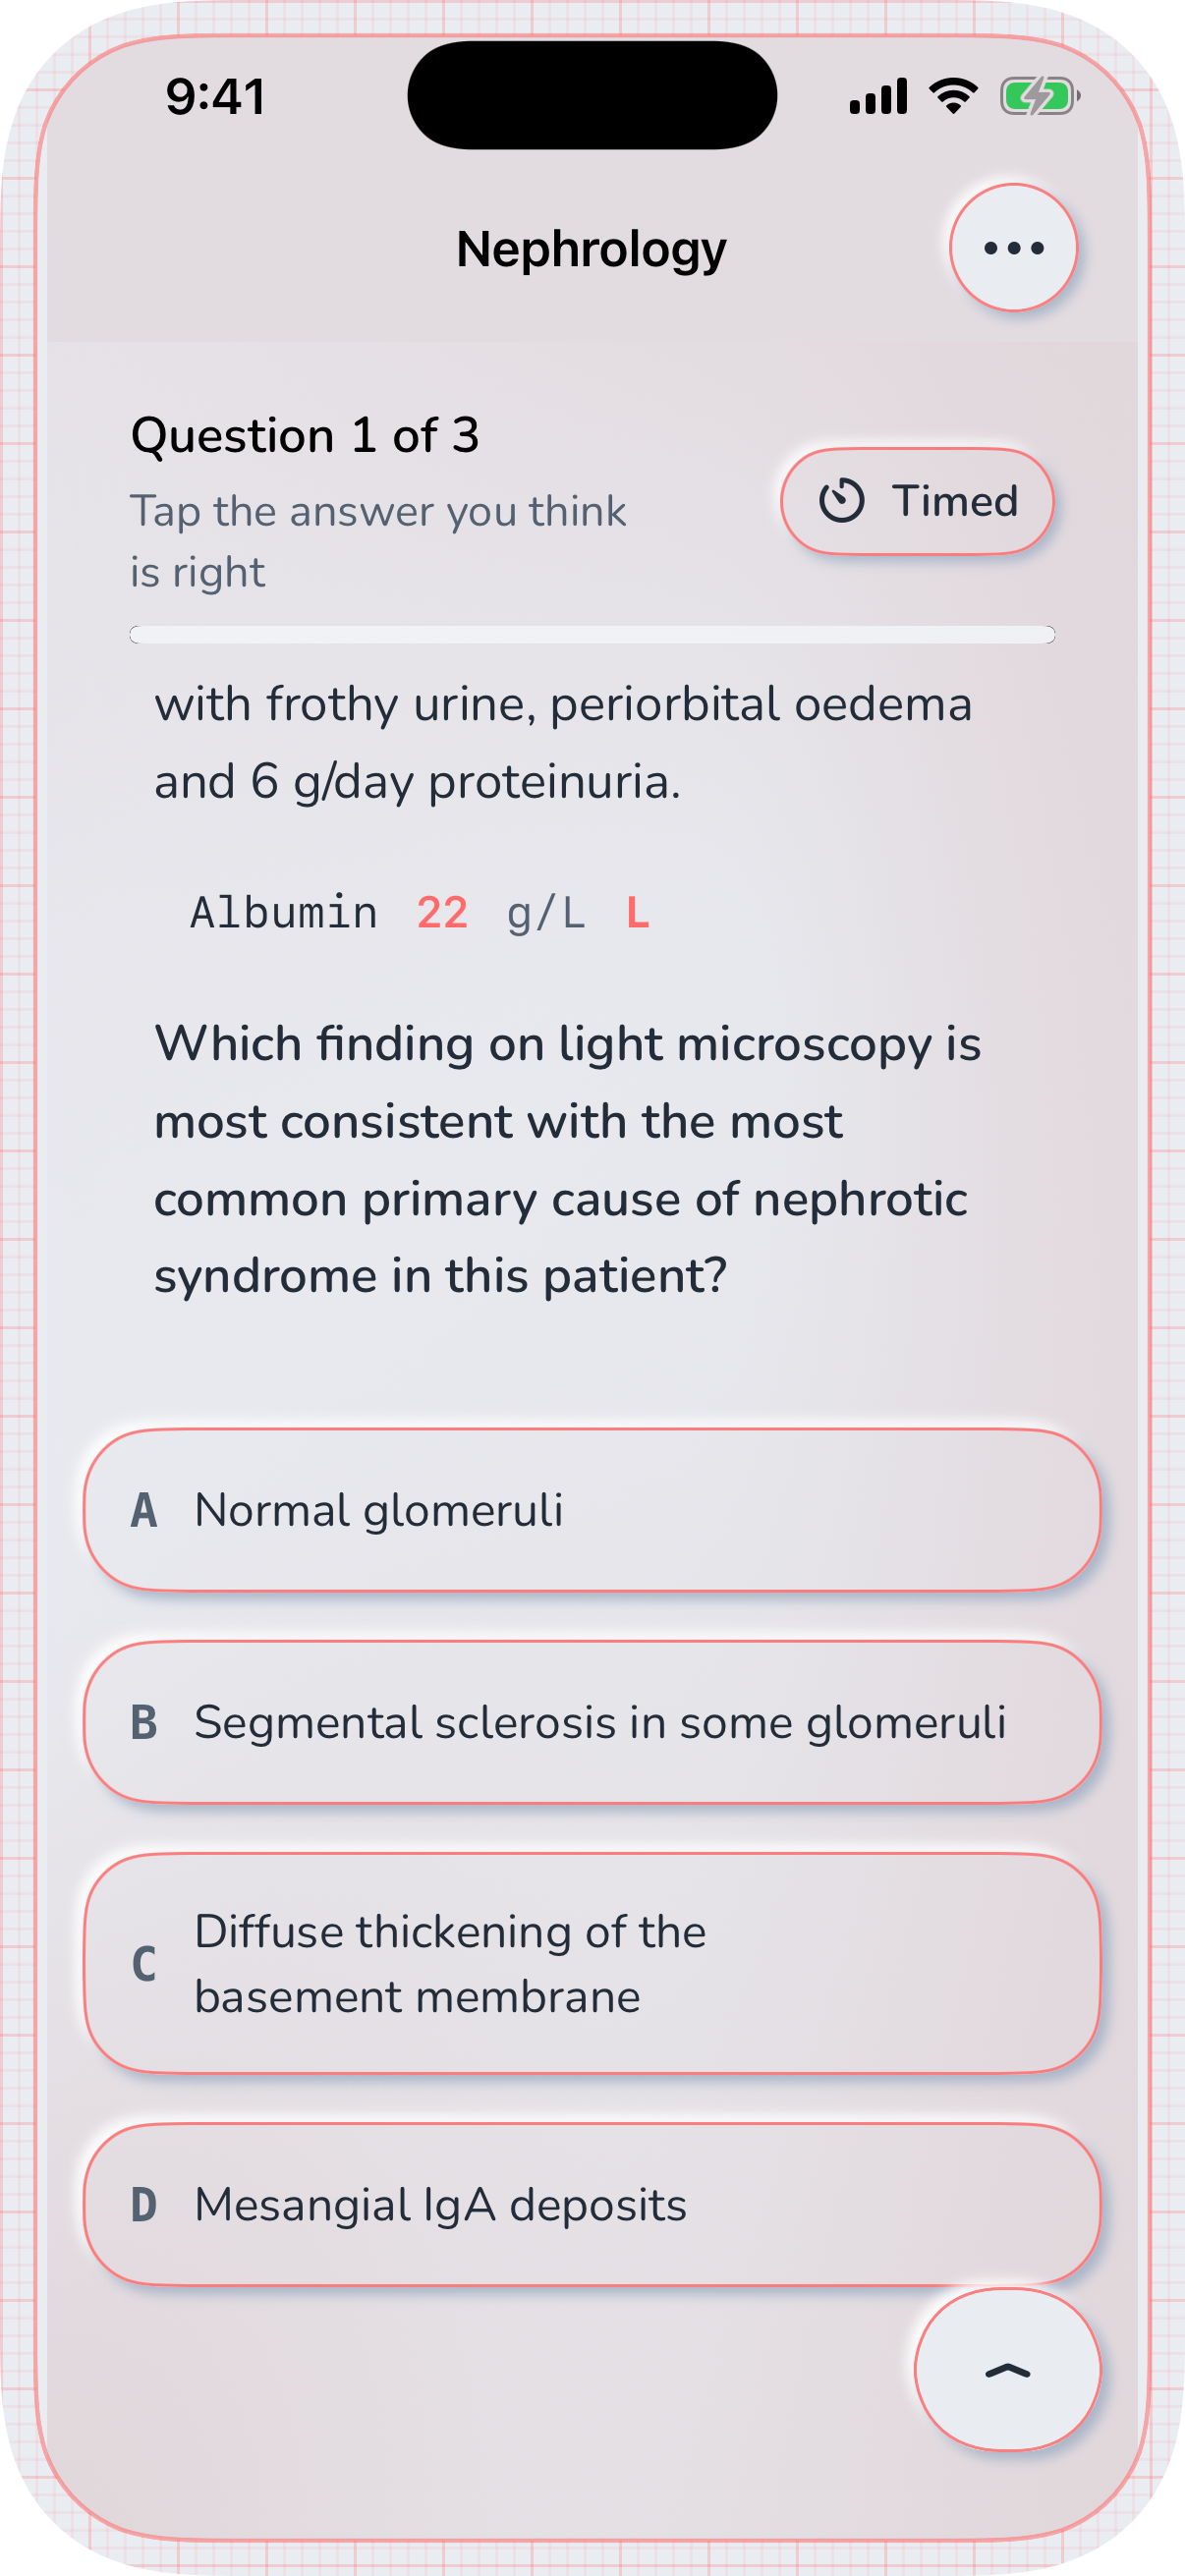 9:41
Nephrology
Question 1 of 3
Tap the answer you think
is right
Timed
with frothy urine, periorbital oedema
and 6 g/day proteinuria.
Albumin 22 g/L L
Which finding on light microscopy is
most consistent with the most
common primary cause of nephrotic
syndrome in this patient?
A Normal glomeruli
B Segmental sclerosis in some glomeruli
C Diffuse thickening of the
basement membrane
D Mesangial IgA deposits